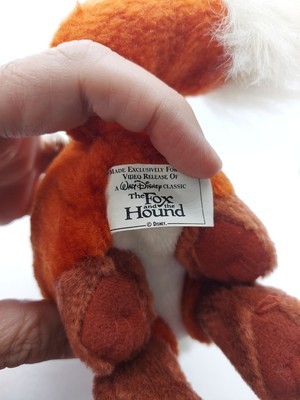 MADE EXCLUSIVELY FOR
VIDEO RELEASE OF
A Walt Disney CLASSIC
The Fox
and the
Hound
© DISNEY.